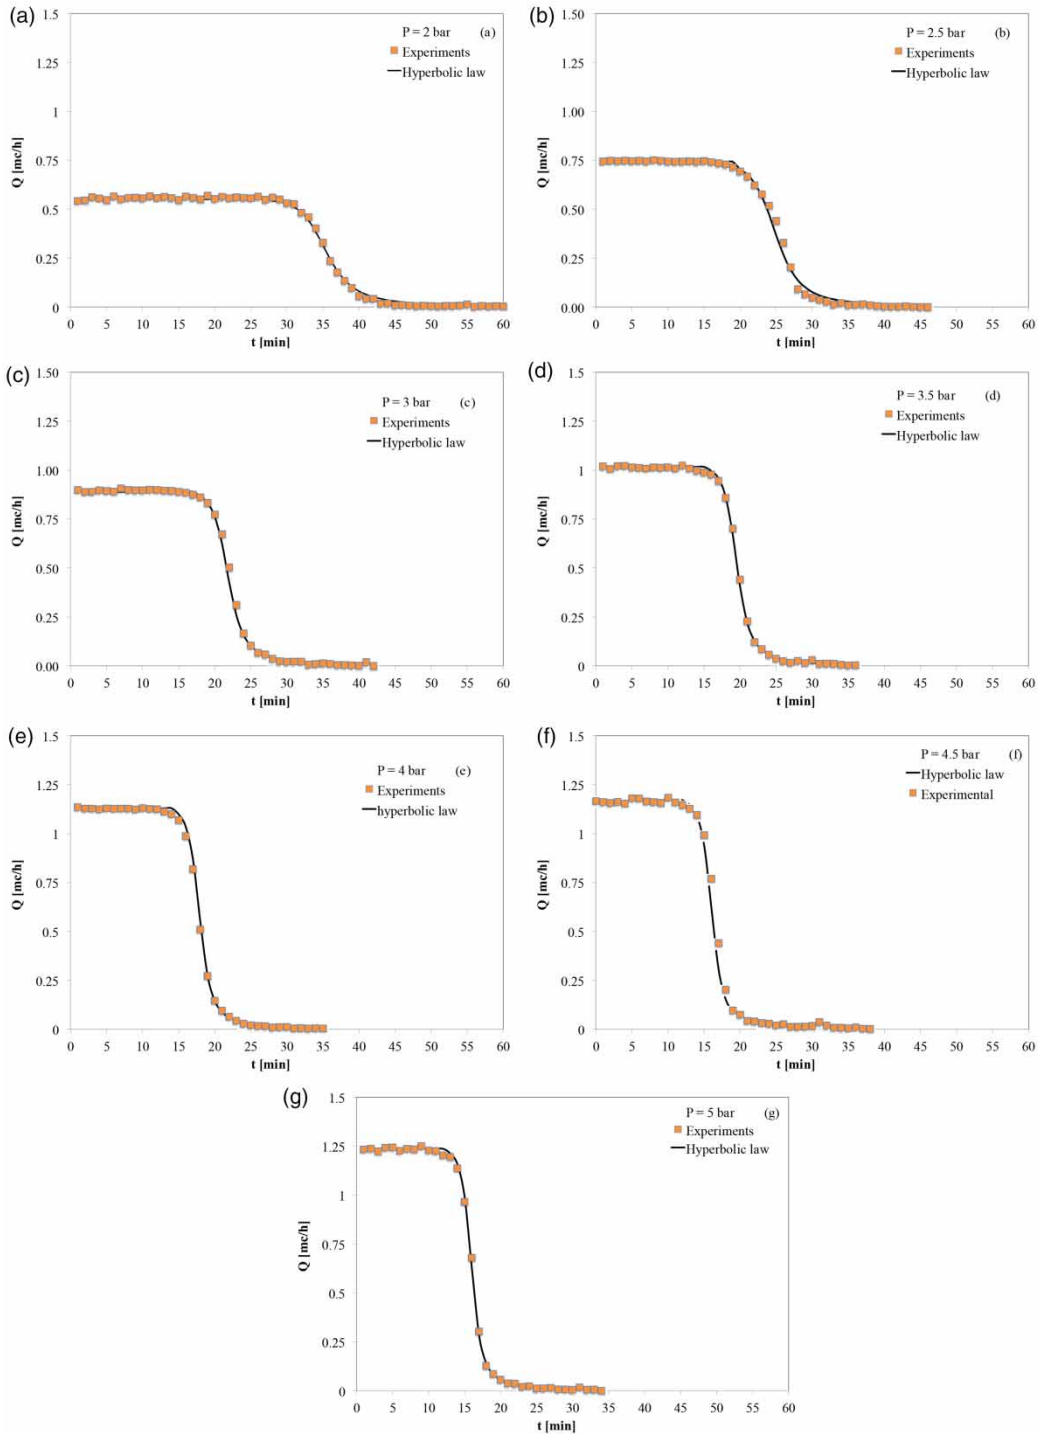 (a)
1.5
1.25
1
0.75
0.5
0.25
0
Q [mc/h]
P = 2 bar (a)
Experiments
Hyperbolic law
0 5 10 15 20 25 30 35 40 45 50 55 60
t [min]
(b)
1.50
1.25
1.00
0.75
0.50
0.25
0.00
Q [mc/h]
P = 2.5 bar (b)
Experiments
Hyperbolic law
0 5 10 15 20 25 30 35 40 45 50 55 60
t [min]
(c)
1.50
1.25
1.00
0.75
0.50
0.25
0.00
Q [mc/h]
P = 3 bar (c)
Experiments
Hyperbolic law
0 5 10 15 20 25 30 35 40 45 50 55 60
t [min]
(d)
1.5
1.25
1
0.75
0.5
0.25
0
Q [mc/h]
P = 3.5 bar (d)
Experiments
Hyperbolic law
0 5 10 15 20 25 30 35 40 45 50 55 60
t [min]
(e)
1.5
1.25
1
0.75
0.5
0.25
0
Q [mc/h]
P = 4 bar (e)
Experiments
hyperbolic law
0 5 10 15 20 25 30 35 40 45 50 55 60
t [min]
(f)
1.5
1.25
1
0.75
0.5
0.25
0
Q [mc/h]
P = 4.5 bar (f)
Hyperbolic law
Experimental
0 5 10 15 20 25 30 35 40 45 50 55 60
t [min]
(g)
1.5
1.25
1
0.75
0.5
0.25
0
Q [mc/h]
P = 5 bar (g)
Experiments
Hyperbolic law
0 5 10 15 20 25 30 35 40 45 50 55 60
t [min]